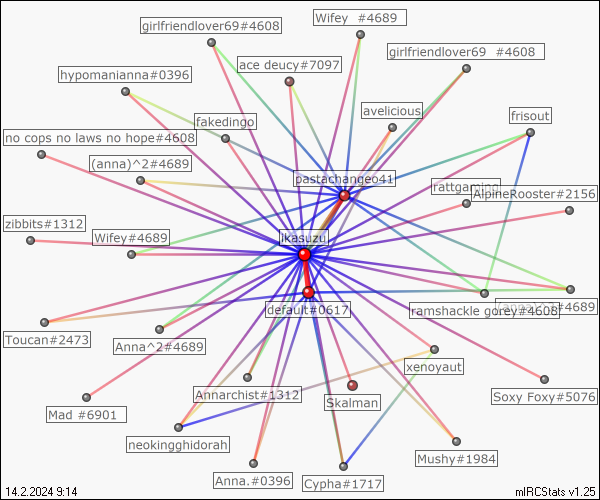 Wifey  #4689
girlfriendlover69#4608
girlfriendlover69  #4608
ace deucy#7097
hypomanianna#0396
avelicious
frisout
fakedingo
no cops no laws no hope#4608
(anna)^2#4689
pastachangeo41
rattgaming
AlpineRooster#2156
zibbits#1312
Wifey#4689
ikasuzu
default#0617
ramshackle gorey#4608
#4689
Toucan#2473
Anna^2#4689
xenoyaut
Annarchist#1312
Skalman
Soxy Foxy#5076
Mad #6901
neokingghidorah
Mushy#1984
Anna.#0396
Cypha#1717
14.2.2024 9:14
mIRCStats v1.25